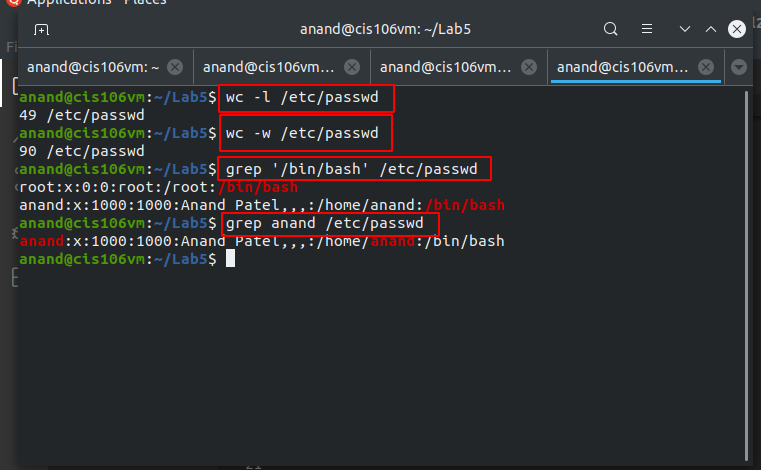 Applications Places
anand@cis106vm: ~/Lab5
anand@cis106vm: ~
anand@cis106vm…
anand@cis106vm…
anand@cis106vm…
anand@cis106vm:~/Lab5$ wc -l /etc/passwd
49 /etc/passwd
anand@cis106vm:~/Lab5$ wc -w /etc/passwd
90 /etc/passwd
anand@cis106vm:~/Lab5$ grep '/bin/bash' /etc/passwd
root:x:0:0:root:/root:/bin/bash
anand:x:1000:1000:Anand Patel,,,:/home/anand:/bin/bash
anand@cis106vm:~/Lab5$ grep anand /etc/passwd
anand:x:1000:1000:Anand Patel,,,:/home/anand:/bin/bash
anand@cis106vm:~/Lab5$